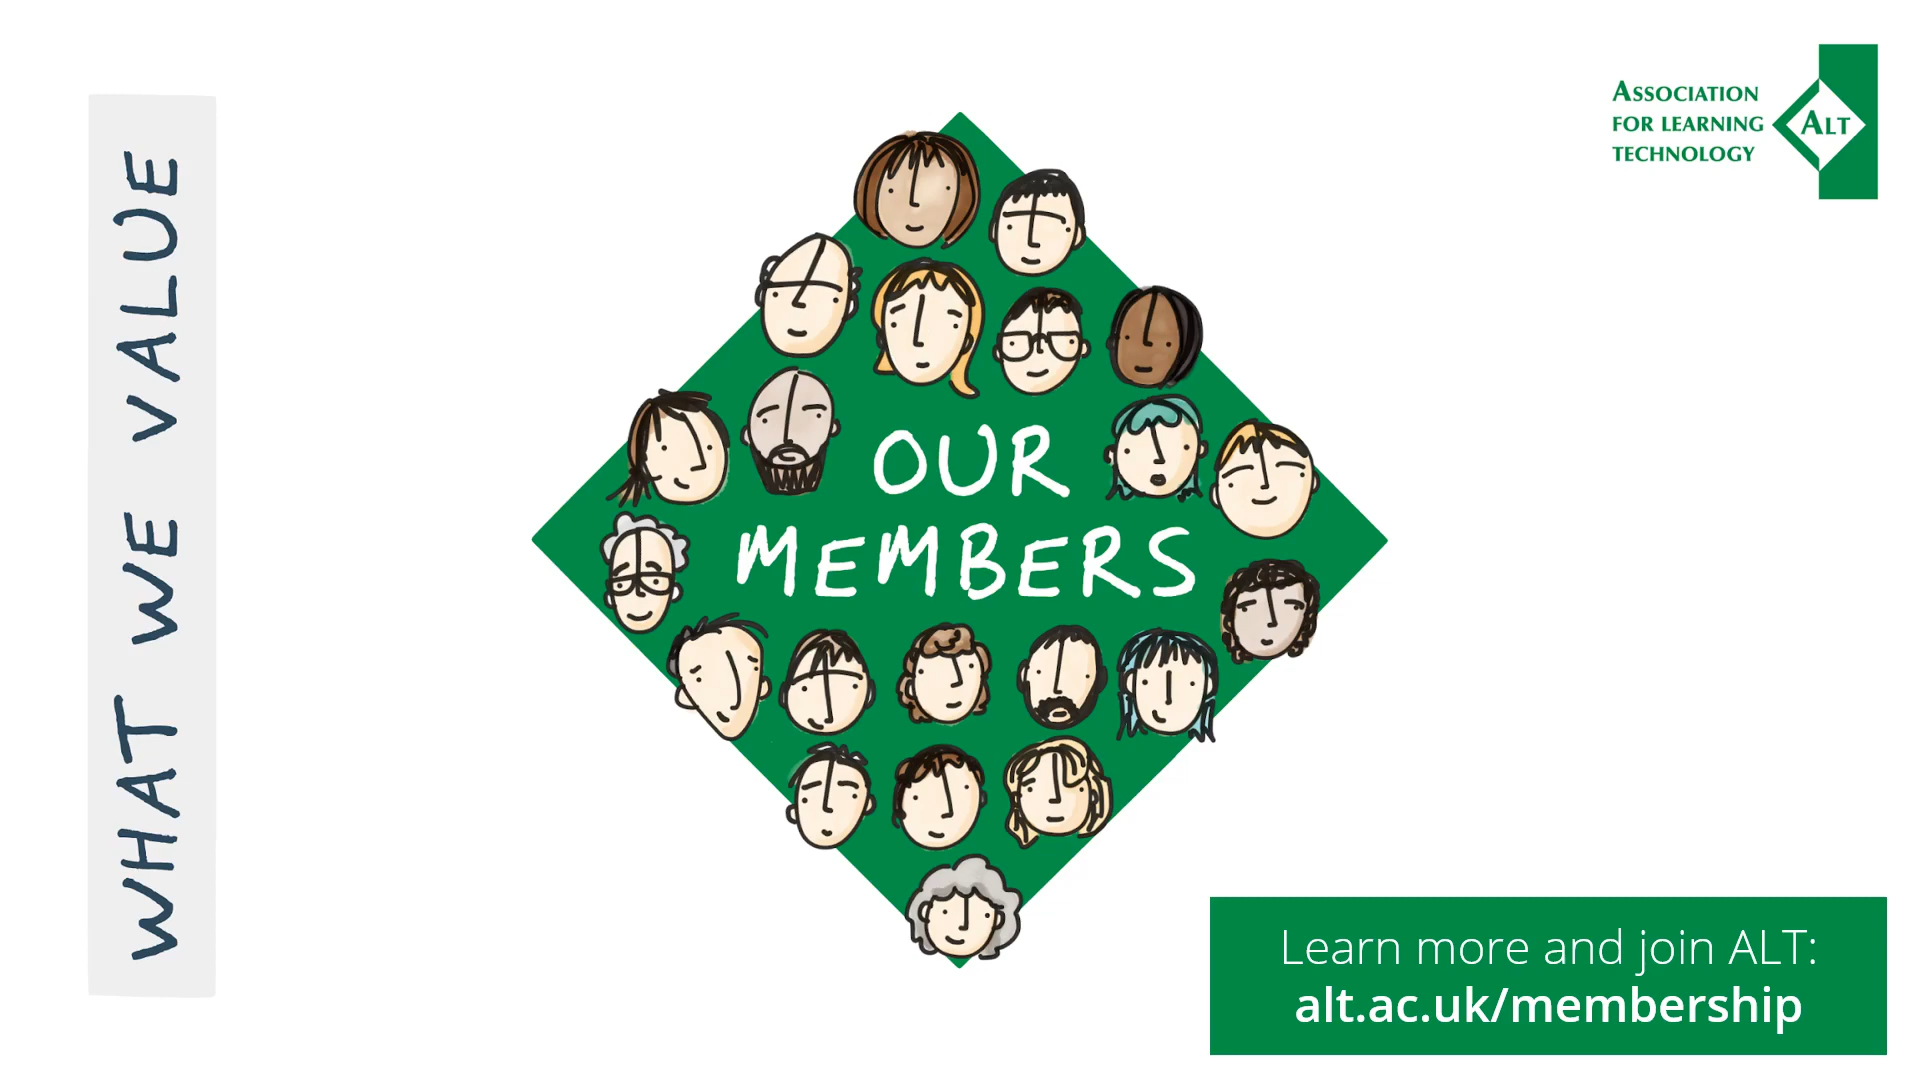 WHAT WE VALUE
OUR
MEMBERS
ASSOCIATION
FOR LEARNING
TECHNOLOGY
ALT
Learn more and join ALT:
alt.ac.uk/membership